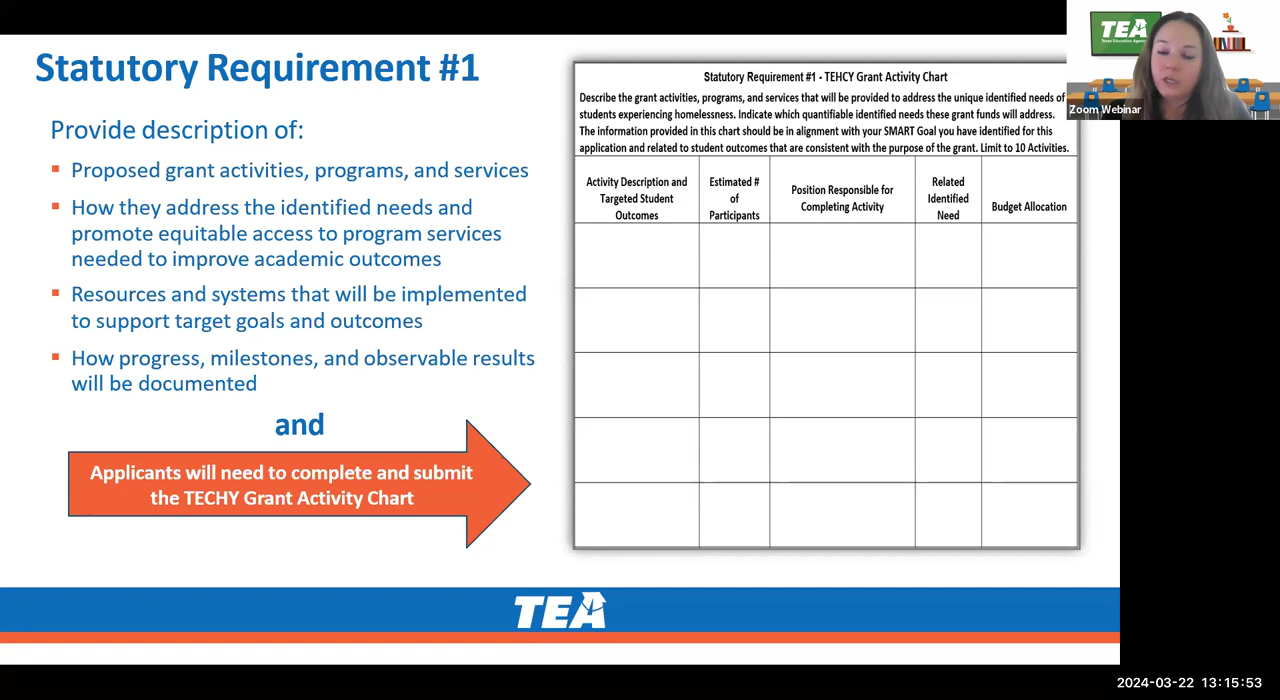 Statutory Requirement #1
Provide description of:
Proposed grant activities, programs, and services
How they address the identified needs and
promote equitable access to program services
needed to improve academic outcomes
Resources and systems that will be implemented
to support target goals and outcomes
How progress, milestones, and observable results
will be documented
and
Applicants will need to complete and submit
the TECHY Grant Activity Chart
Statutory Requirement #1 - TEHCY Grant Activity Chart
Describe the grant activities, programs, and services that will be provided to address the unique identified needs of
students experiencing homelessness. Indicate which quantifiable identified needs these grant funds will address.
The information provided in this chart should be in alignment with your SMART Goal you have identified for this
application and related to student outcomes that are consistent with the purpose of the grant. Limit to 10 Activities.
Activity Description and
Targeted Student
Outcomes
Estimated #
of
Participants
Position Responsible for
Completing Activity
Related
Identified
Need
Budget Allocation
TEA
Texas Education Agency
Zoom Webinar
TEA
2024-03-22 13:15:53